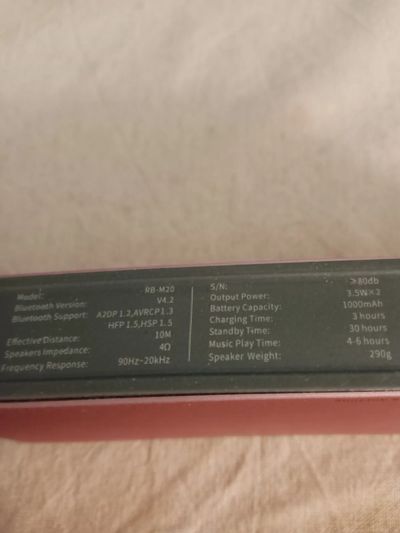 Model: RB-M20
Bluetooth Version: V4.2
Bluetooth Support: A2DP 1.2,AVRCP 1.3
HFP 1.5,HSP 1.5
Effective Distance: 10M
Speakers Impedance: 4Ω
Frequency Response: 90Hz~20kHz
S/N: >80db
Output Power: 3.5W×2
Battery Capacity: 1000mAh
Charging Time: 3 hours
Standby Time: 30 hours
Music Play Time: 4-6 hours
Speaker Weight: 290g